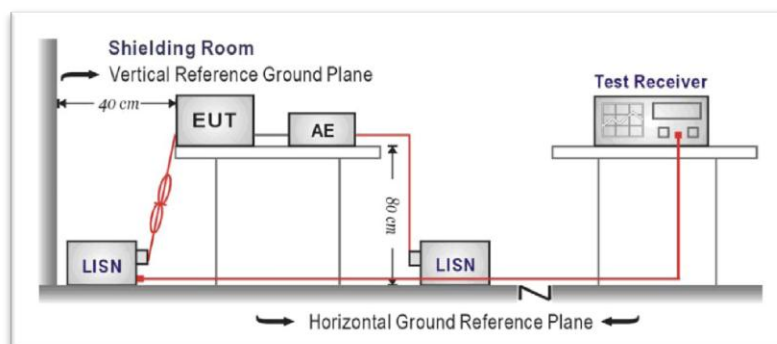 Shielding Room
Vertical Reference Ground Plane
40 cm
EUT
AE
Test Receiver
80 cm
LISN
LISN
Horizontal Ground Reference Plane